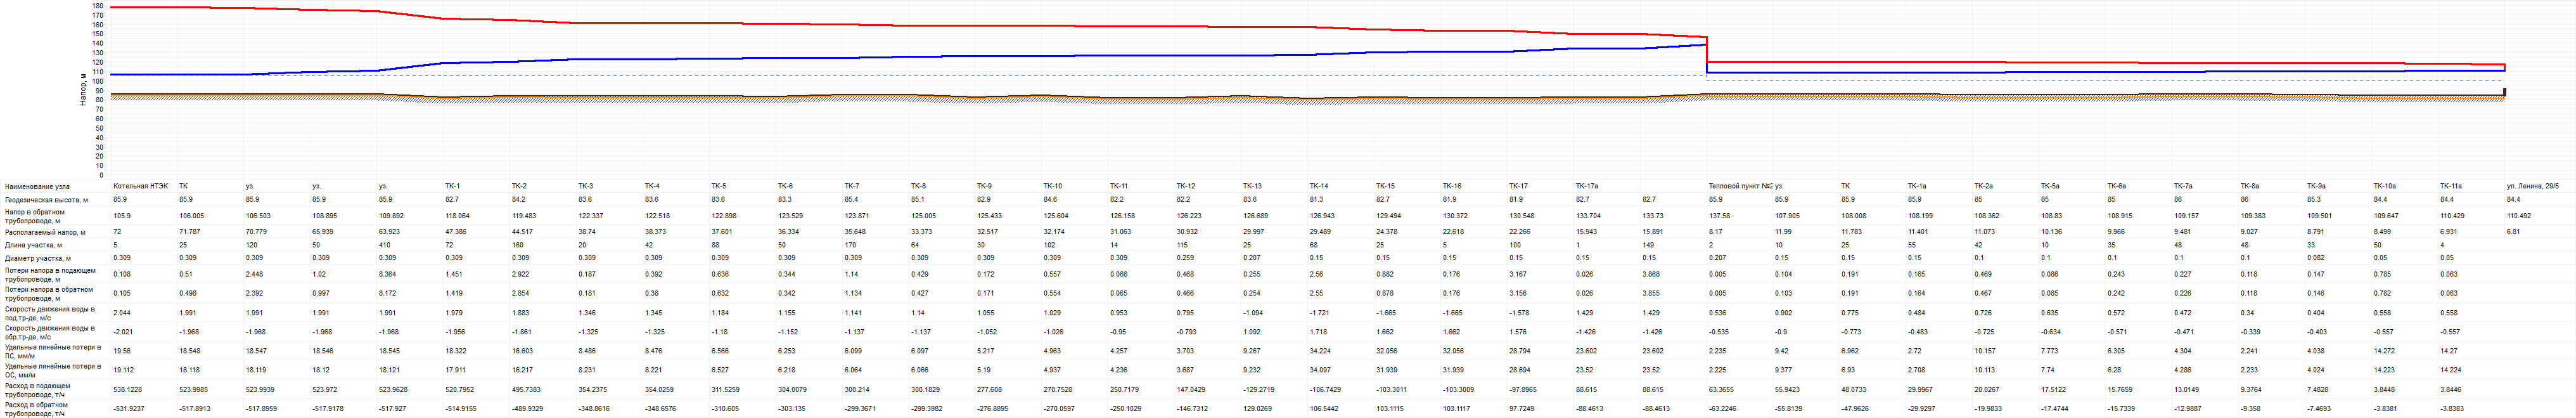 180
170
160
150
140
130
120
110
100
90
80
70
60
50
40
30
20
10
0
Напор, м
Наименование узла Котельная НТЭК ТК уз. уз. уз. ТК-1 ТК-2 ТК-3 ТК-4 ТК-5 ТК-6 ТК-7 ТК-8 ТК-9 ТК-10 ТК-11 ТК-12 ТК-13 ТК-14 ТК-15 ТК-16 ТК-17 ТК-17а Тепловой пункт №2 уз. ТК ТК-1а ТК-2а ТК-5а ТК-6а ТК-7а ТК-8а ТК-9а ТК-10а ТК-11а ул. Ленина, 29/5
Геодезическая высота, м 85.9 85.9 85.9 85.9 85.9 82.7 84.2 83.6 83.6 83.6 83.3 85.4 85.1 82.9 84.6 82.2 82.2 83.6 81.3 82.7 81.9 81.9 82.7 82.7 85.9 85.9 85.9 85.9 85 85 85 86 86 85.3 84.4 84.4 84.4
Напор в обратном
трубопроводе, м 105.9 106.005 106.503 108.895 109.892 118.064 119.483 122.337 122.518 122.898 123.529 123.871 125.005 125.433 125.604 126.158 126.223 126.689 126.943 129.494 130.372 130.548 133.704 133.73 137.58 107.905 108.008 108.199 108.362 108.83 108.915 109.157 109.383 109.501 109.647 110.429 110.492
Располагаемый напор, м 72 71.787 70.779 65.939 63.923 47.386 44.517 38.74 38.373 37.601 36.334 35.648 33.373 32.517 32.174 31.063 30.932 29.997 29.489 24.378 22.618 22.266 15.943 15.891 8.17 11.99 11.783 11.401 11.073 10.136 9.966 9.481 9.027 8.791 8.499 6.931 6.81
Длина участка, м 5 25 120 50 410 72 160 20 42 88 50 170 64 30 102 14 115 25 68 25 5 100 1 149 2 10 25 55 42 10 35 48 48 33 50 4
Диаметр участка, м 0.309 0.309 0.309 0.309 0.309 0.309 0.309 0.309 0.309 0.309 0.309 0.309 0.309 0.309 0.309 0.309 0.259 0.207 0.15 0.15 0.15 0.15 0.15 0.15 0.207 0.15 0.15 0.15 0.1 0.1 0.1 0.1 0.1 0.082 0.05 0.05
Потери напора в подающем
трубопроводе, м 0.108 0.51 2.448 1.02 8.364 1.451 2.922 0.187 0.392 0.636 0.344 1.14 0.429 0.172 0.557 0.066 0.468 0.255 2.56 0.882 0.176 3.167 0.026 3.868 0.005 0.104 0.191 0.165 0.469 0.086 0.243 0.227 0.118 0.147 0.785 0.063
Потери напора в обратном
трубопроводе, м 0.105 0.498 2.392 0.997 8.172 1.419 2.854 0.181 0.38 0.632 0.342 1.134 0.427 0.171 0.554 0.065 0.466 0.254 2.55 0.878 0.176 3.156 0.026 3.855 0.005 0.103 0.191 0.164 0.467 0.085 0.242 0.226 0.118 0.146 0.782 0.063
Скорость движения воды в
под.тр-де, м/с 2.044 1.991 1.991 1.991 1.991 1.979 1.883 1.346 1.345 1.184 1.155 1.141 1.14 1.055 1.029 0.953 0.795 -1.094 -1.721 -1.665 -1.665 -1.578 1.429 1.429 0.536 0.902 0.775 0.484 0.726 0.635 0.572 0.472 0.34 0.404 0.558 0.558
Скорость движения воды в
обр.тр-де, м/с -2.021 -1.968 -1.968 -1.968 -1.968 -1.956 -1.861 -1.325 -1.325 -1.18 -1.152 -1.137 -1.137 -1.052 -1.026 -0.95 -0.793 1.092 1.718 1.662 1.662 1.576 -1.426 -1.426 -0.535 -0.9 -0.773 -0.483 -0.725 -0.634 -0.571 -0.471 -0.339 -0.403 -0.557 -0.557
Удельные линейные потери в
ПС, мм/м 19.56 18.548 18.547 18.546 18.545 18.322 16.603 8.486 8.476 6.566 6.253 6.099 6.097 5.217 4.963 4.257 3.703 9.267 34.224 32.056 32.056 28.794 23.602 23.602 2.235 9.42 6.962 2.72 10.157 7.773 6.305 4.304 2.241 4.038 14.272 14.27
Удельные линейные потери в
ОС, мм/м 19.112 18.118 18.119 18.12 18.121 17.911 16.217 8.231 8.221 6.527 6.218 6.064 6.066 5.19 4.937 4.236 3.687 9.232 34.097 31.939 31.939 28.694 23.52 23.52 2.225 9.377 6.93 2.708 10.113 7.74 6.28 4.286 2.233 4.024 14.223 14.224
Расход в подающем
трубопроводе, т/ч 538.1228 523.9985 523.9939 523.972 523.9628 520.7952 495.7383 354.2375 354.0259 311.5259 304.0079 300.214 300.1829 277.608 270.7528 250.7179 147.0429 -129.2719 -106.7429 -103.3011 -103.3009 -97.8965 88.615 88.615 63.3655 55.9423 48.0733 29.9967 20.0267 17.5122 15.7659 13.0149 9.3764 7.4828 3.8448 3.8446
Расход в обратном
трубопроводе, т/ч -531.9237 -517.8913 -517.8959 -517.9178 -517.927 -514.9155 -489.9329 -348.8616 -348.6576 -310.605 -303.135 -299.3671 -299.3982 -276.8895 -270.0597 -250.1029 -146.7312 129.0269 106.5442 103.1115 103.1117 97.7249 -88.4613 -88.4613 -63.2246 -55.8139 -47.9626 -29.9297 -19.9833 -17.4744 -15.7339 -12.9887 -9.358 -7.4693 -3.8381 -3.8383